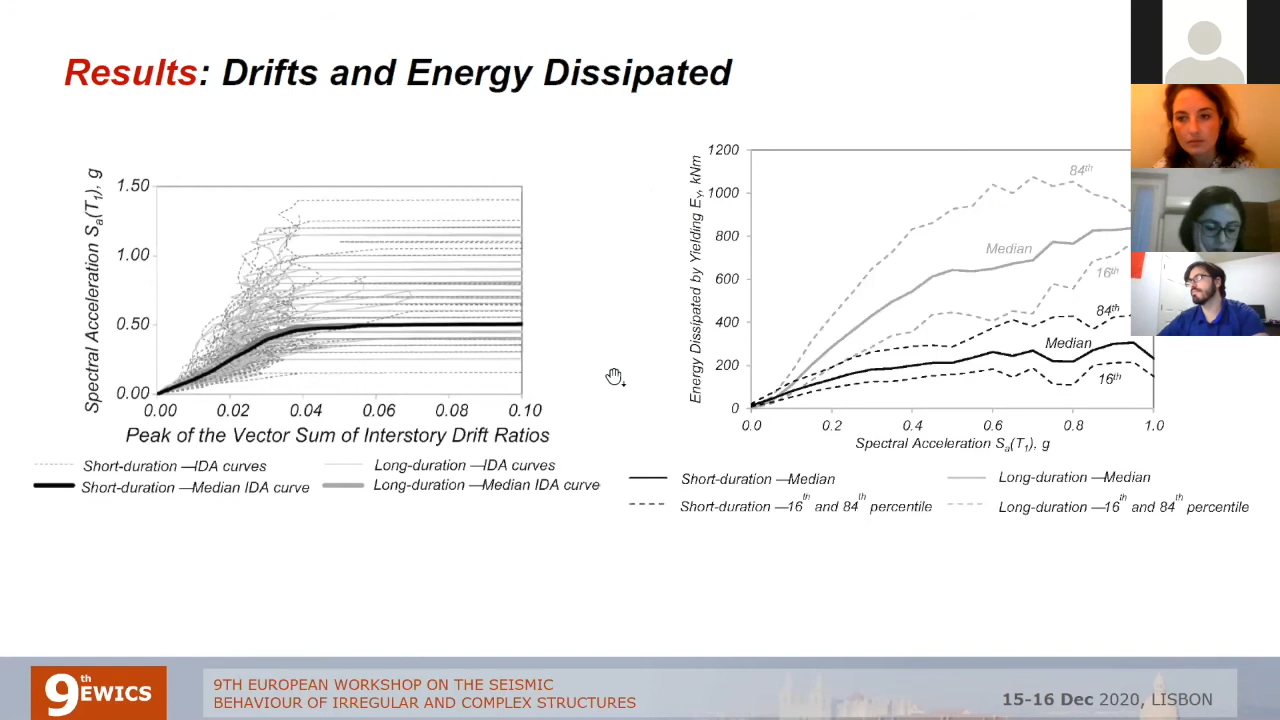 Results: Drifts and Energy Dissipated
Spectral Acceleration Sa(T1), g
1.50
1.00
0.50
0.00
0.00 0.02 0.04 0.06 0.08 0.10
Peak of the Vector Sum of Interstory Drift Ratios
Short-duration —IDA curves
Long-duration —IDA curves
Short-duration —Median IDA curve
Long-duration —Median IDA curve
Energy Dissipated by Yielding EY, kNm
1200
1000
800
600
400
200
0
84th
Median
16th
84th
Median
16th
0.0 0.2 0.4 0.6 0.8 1.0
Spectral Acceleration Sa(T1), g
Short-duration —Median
Long-duration —Median
Short-duration —16th and 84th percentile
Long-duration —16th and 84th percentile
9th EWICS
9TH EUROPEAN WORKSHOP ON THE SEISMIC
BEHAVIOUR OF IRREGULAR AND COMPLEX STRUCTURES
15-16 Dec 2020, LISBON